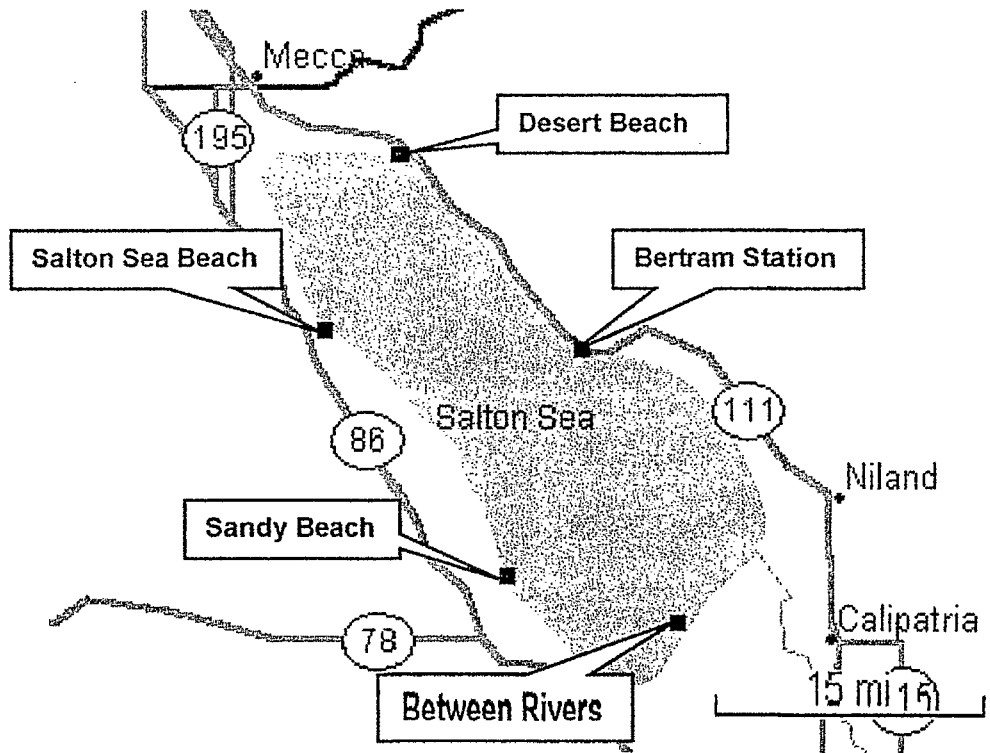 Mecca
Desert Beach
195
Salton Sea Beach
Bertram Station
111
Salton Sea
86
Niland
Sandy Beach
Calipatria
78
15 mi
Between Rivers